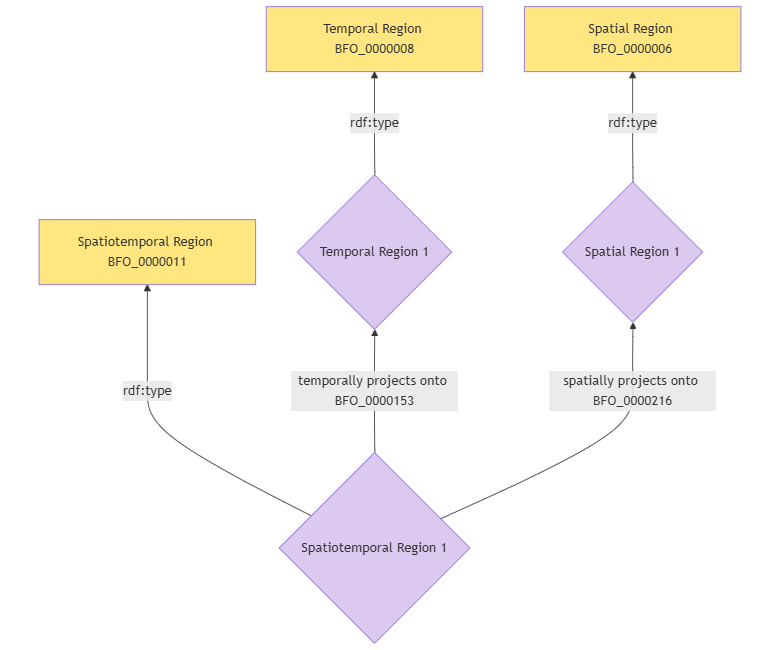 Temporal Region
BFO_0000008
Spatial Region
BFO_0000006
rdf:type
rdf:type
Spatiotemporal Region
BFO_0000011
Temporal Region 1
Spatial Region 1
rdf:type
temporally projects onto
BFO_0000153
spatially projects onto
BFO_0000216
Spatiotemporal Region 1